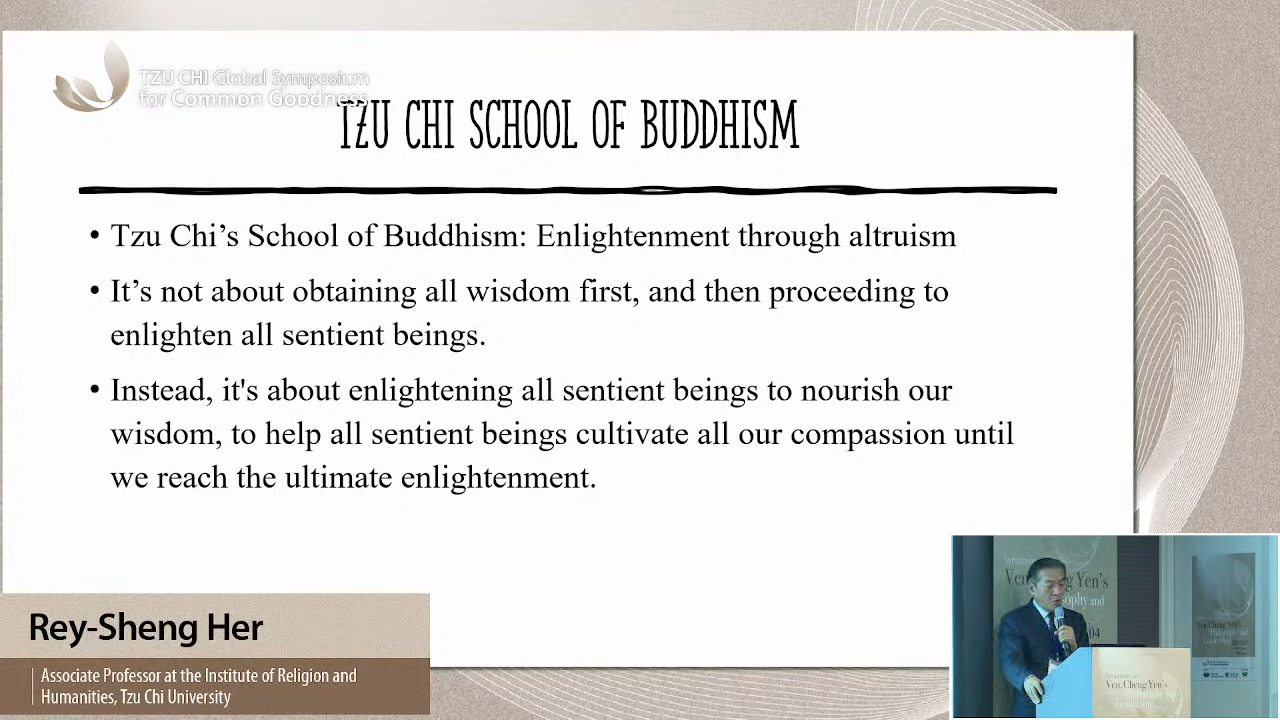 TZU CHI Global Symposium
for Common Goodness
TZU CHI SCHOOL OF BUDDHISM
• Tzu Chi’s School of Buddhism: Enlightenment through altruism
• It’s not about obtaining all wisdom first, and then proceeding to
enlighten all sentient beings.
• Instead, it's about enlightening all sentient beings to nourish our
wisdom, to help all sentient beings cultivate all our compassion until
we reach the ultimate enlightenment.
Rey-Sheng Her
Associate Professor at the Institute of Religion and
Humanities, Tzu Chi University
Ven. Cheng Yen's